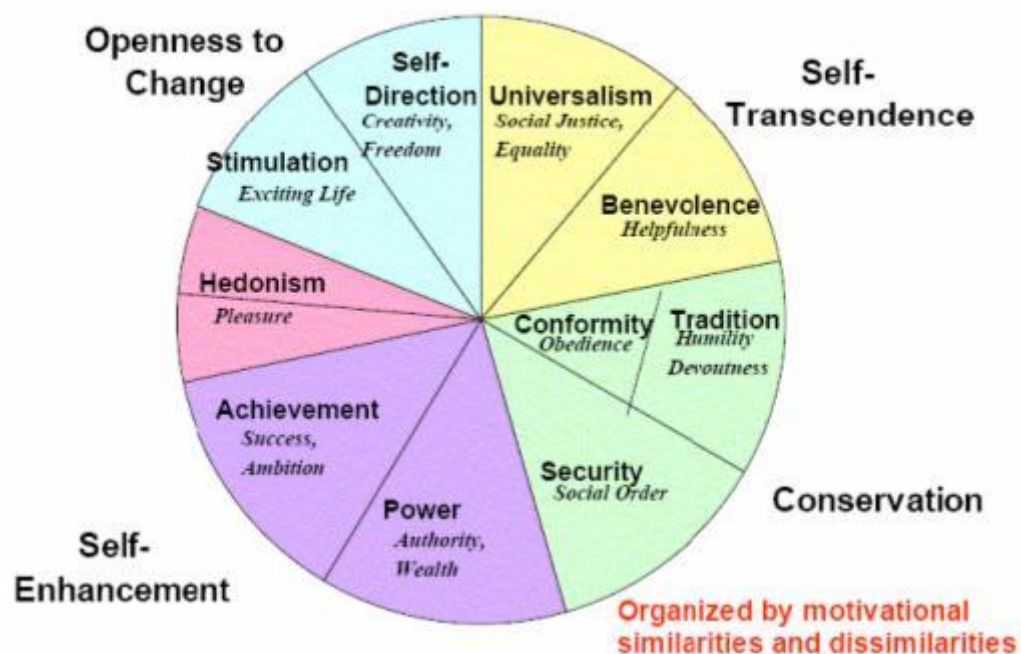 Openness to
Change
Self-
Direction
Creativity,
Freedom
Universalism
Social Justice,
Equality
Self-
Transcendence
Stimulation
Exciting Life
Benevolence
Helpfulness
Hedonism
Pleasure
Conformity
Obedience
Tradition
Humility
Devoutness
Achievement
Success,
Ambition
Security
Social Order
Power
Authority,
Wealth
Conservation
Self-
Enhancement
Organized by motivational
similarities and dissimilarities